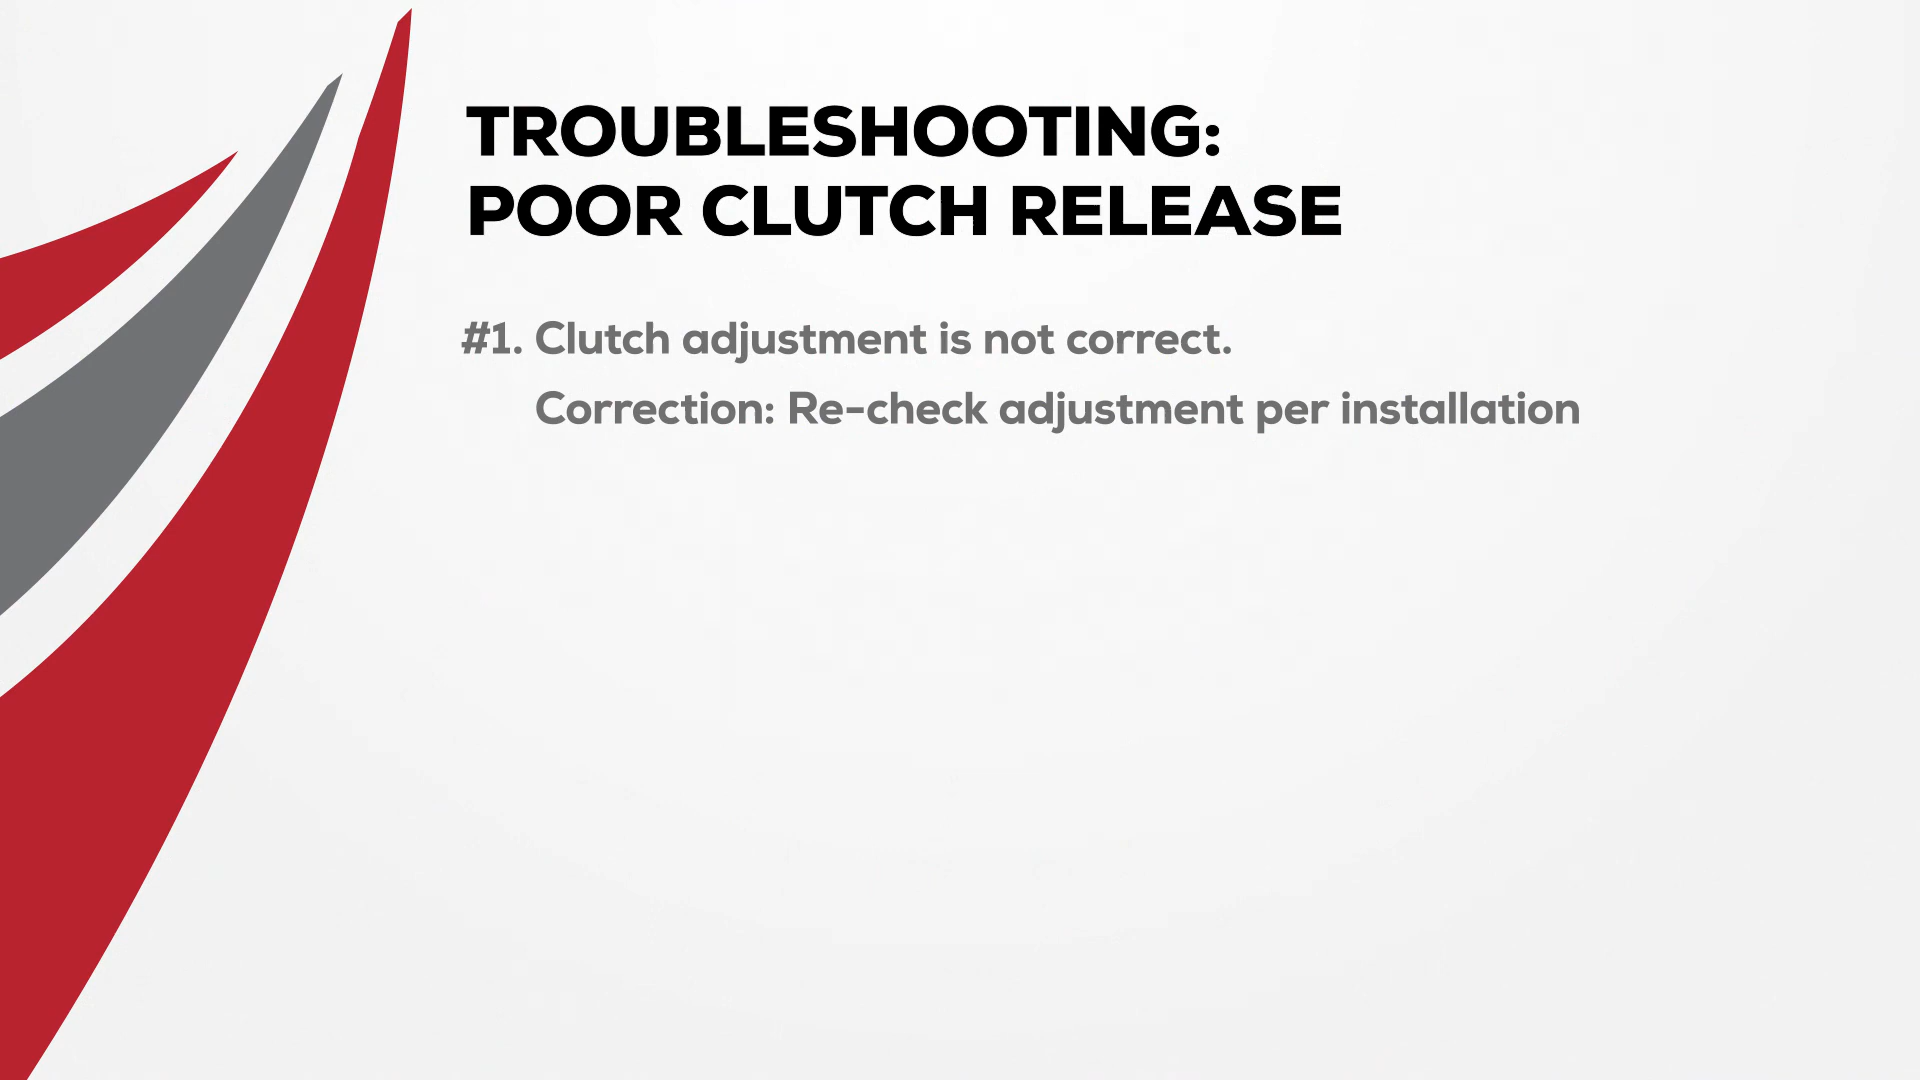 TROUBLESHOOTING:
POOR CLUTCH RELEASE
#1. Clutch adjustment is not correct.
Correction: Re-check adjustment per installation